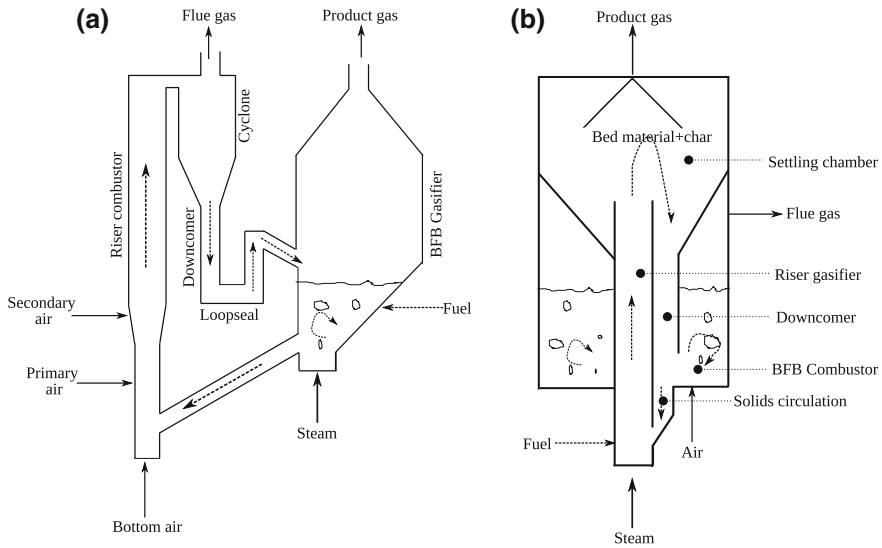 (a)
Flue gas
Product gas
Riser combustor
Cyclone
Downcomer
BFB Gasifier
Loopseal
Secondary
air
Fuel
Primary
air
Steam
Bottom air
(b)
Product gas
Bed material+char
Settling chamber
Flue gas
Riser gasifier
Downcomer
BFB Combustor
Solids circulation
Fuel
Air
Steam